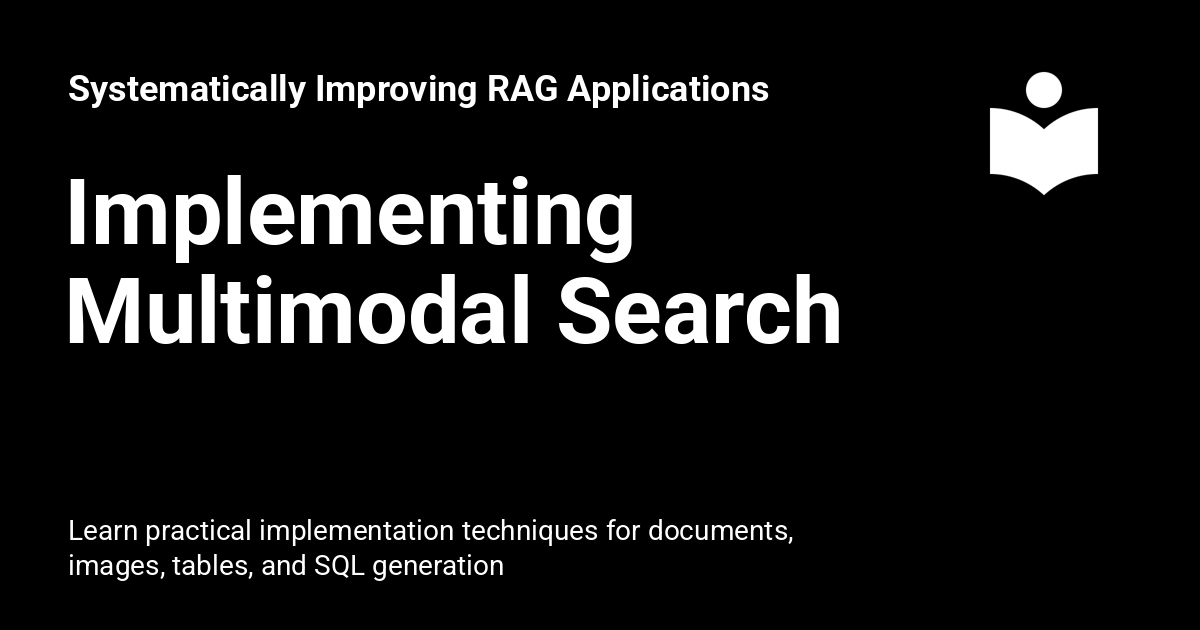 Systematically Improving RAG Applications
Implementing
Multimodal Search
Learn practical implementation techniques for documents,
images, tables, and SQL generation